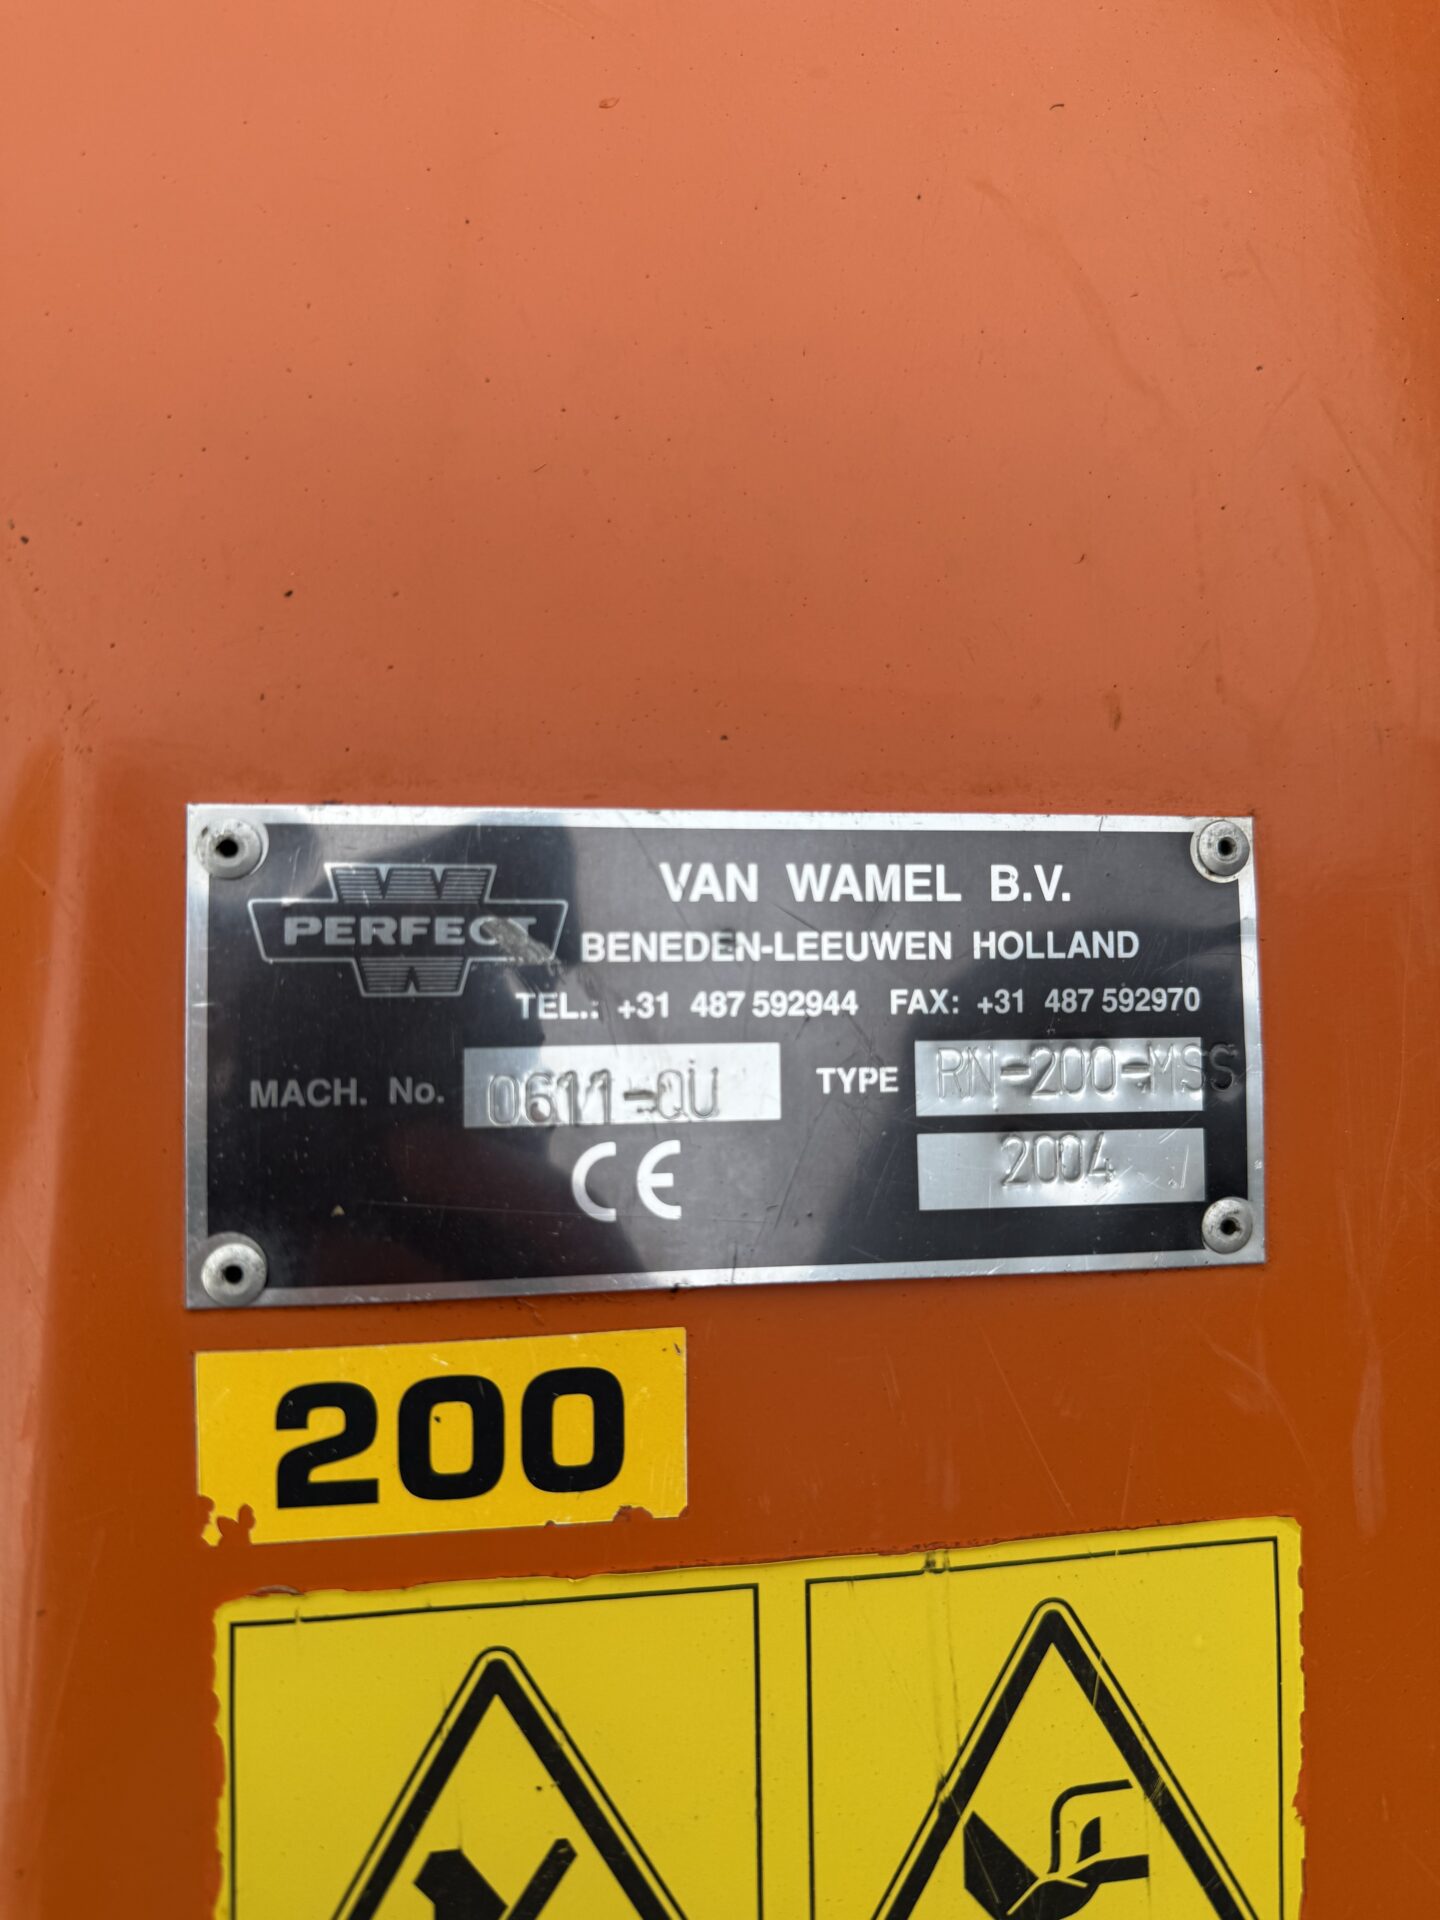 PERFECT
VAN WAMEL B.V.
BENEDEN-LEEUWEN HOLLAND
TEL.: +31 487 592944 FAX: +31 487 592970
MACH. No. 0611-QU TYPE RN-200-MSS
CE 2004
200